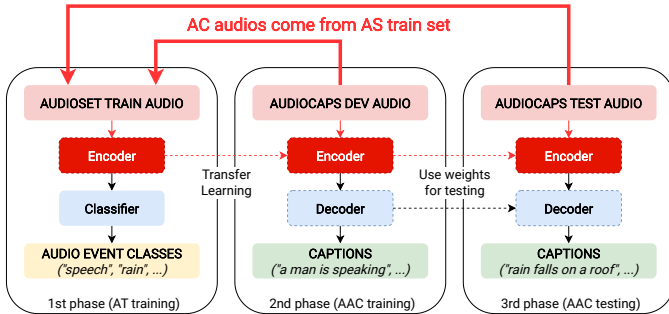 AC audios come from AS train set
AUDIOSET TRAIN AUDIO
Encoder
Classifier
AUDIO EVENT CLASSES
("speech", "rain", ...)
1st phase (AT training)
Transfer
Learning
AUDIOCAPS DEV AUDIO
Encoder
Decoder
CAPTIONS
("a man is speaking", ...)
2nd phase (AAC training)
Use weights
for testing
AUDIOCAPS TEST AUDIO
Encoder
Decoder
CAPTIONS
("rain falls on a roof", ...)
3rd phase (AAC testing)